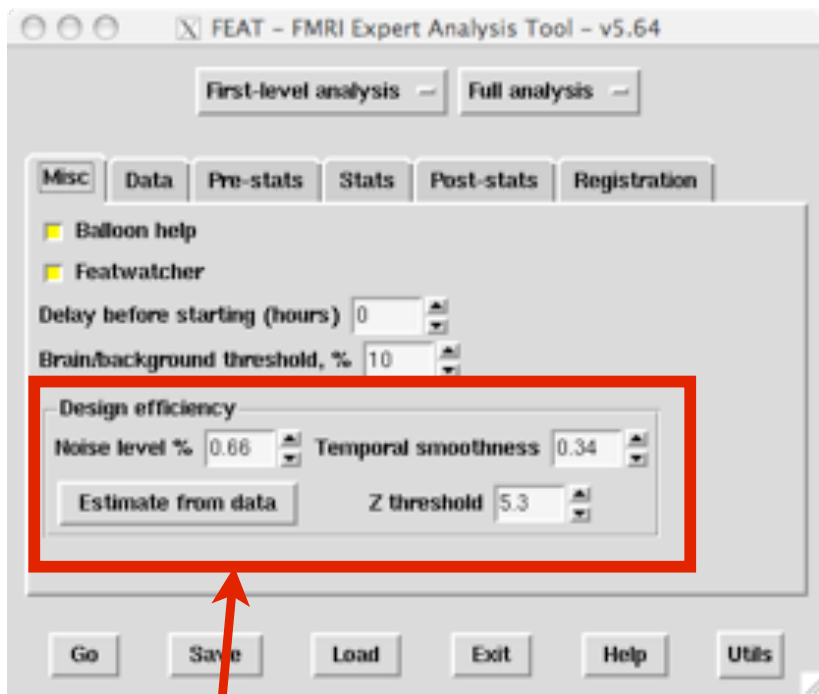 X FEAT - FMRI Expert Analysis Tool - v5.64
First-level analysis Full analysis
Misc Data Pre-stats Stats Post-stats Registration
Balloon help
Featwatcher
Delay before starting (hours) 0
Brain/background threshold, % 10
Design efficiency
Noise level % 0.66 Temporal smoothness 0.34
Estimate from data Z threshold 5.3
Go Save Load Exit Help Utils